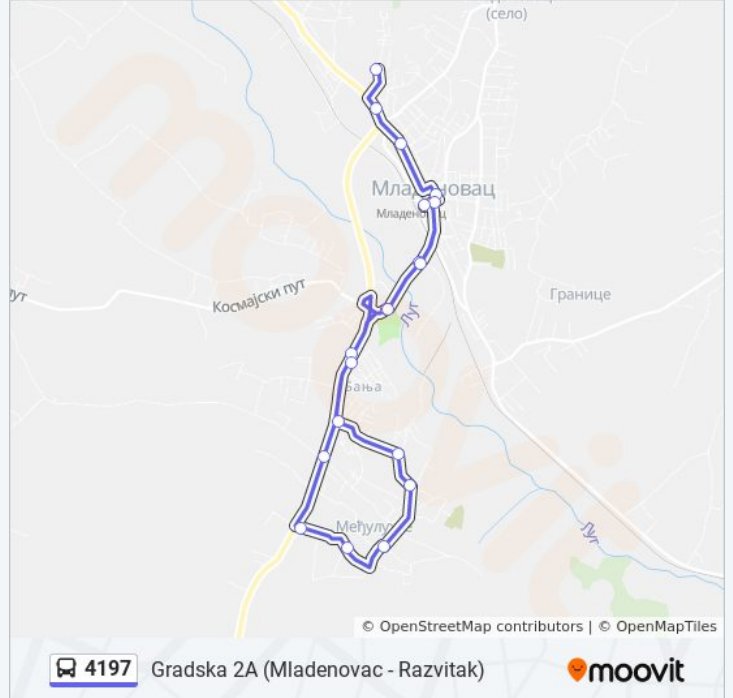 (село)
Младеновац
Младеновац
Космајски пут
Границе
Луг
Бања
Међулужје
Луг
© OpenStreetMap contributors | © OpenMapTiles
4197 Gradska 2A (Mladenovac - Razvitak) moovit